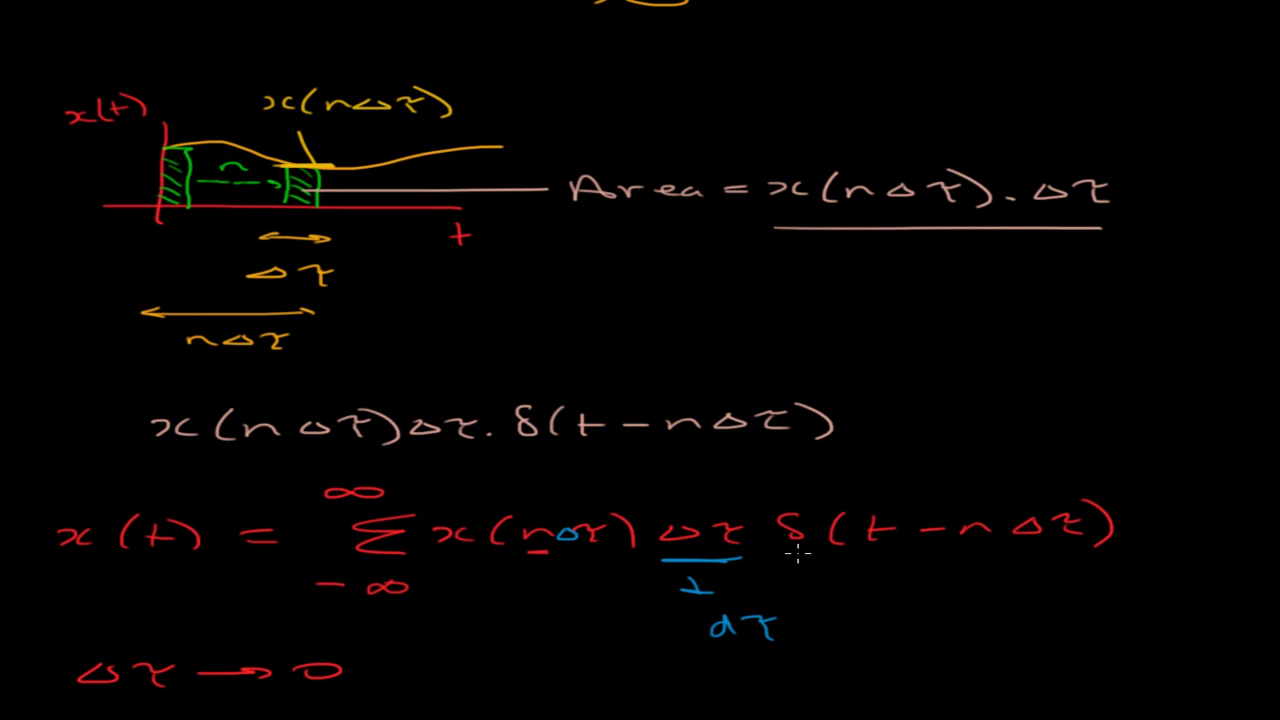 x(t)
x(nΔτ)
n
Area = x(nΔτ).Δτ
t
Δτ
nΔτ
x(nΔτ)Δτ. δ(t-nΔτ)
∞
x(t) = Σ x(nΔτ) Δτ δ(t-nΔτ)
-∞
dτ
Δτ → 0